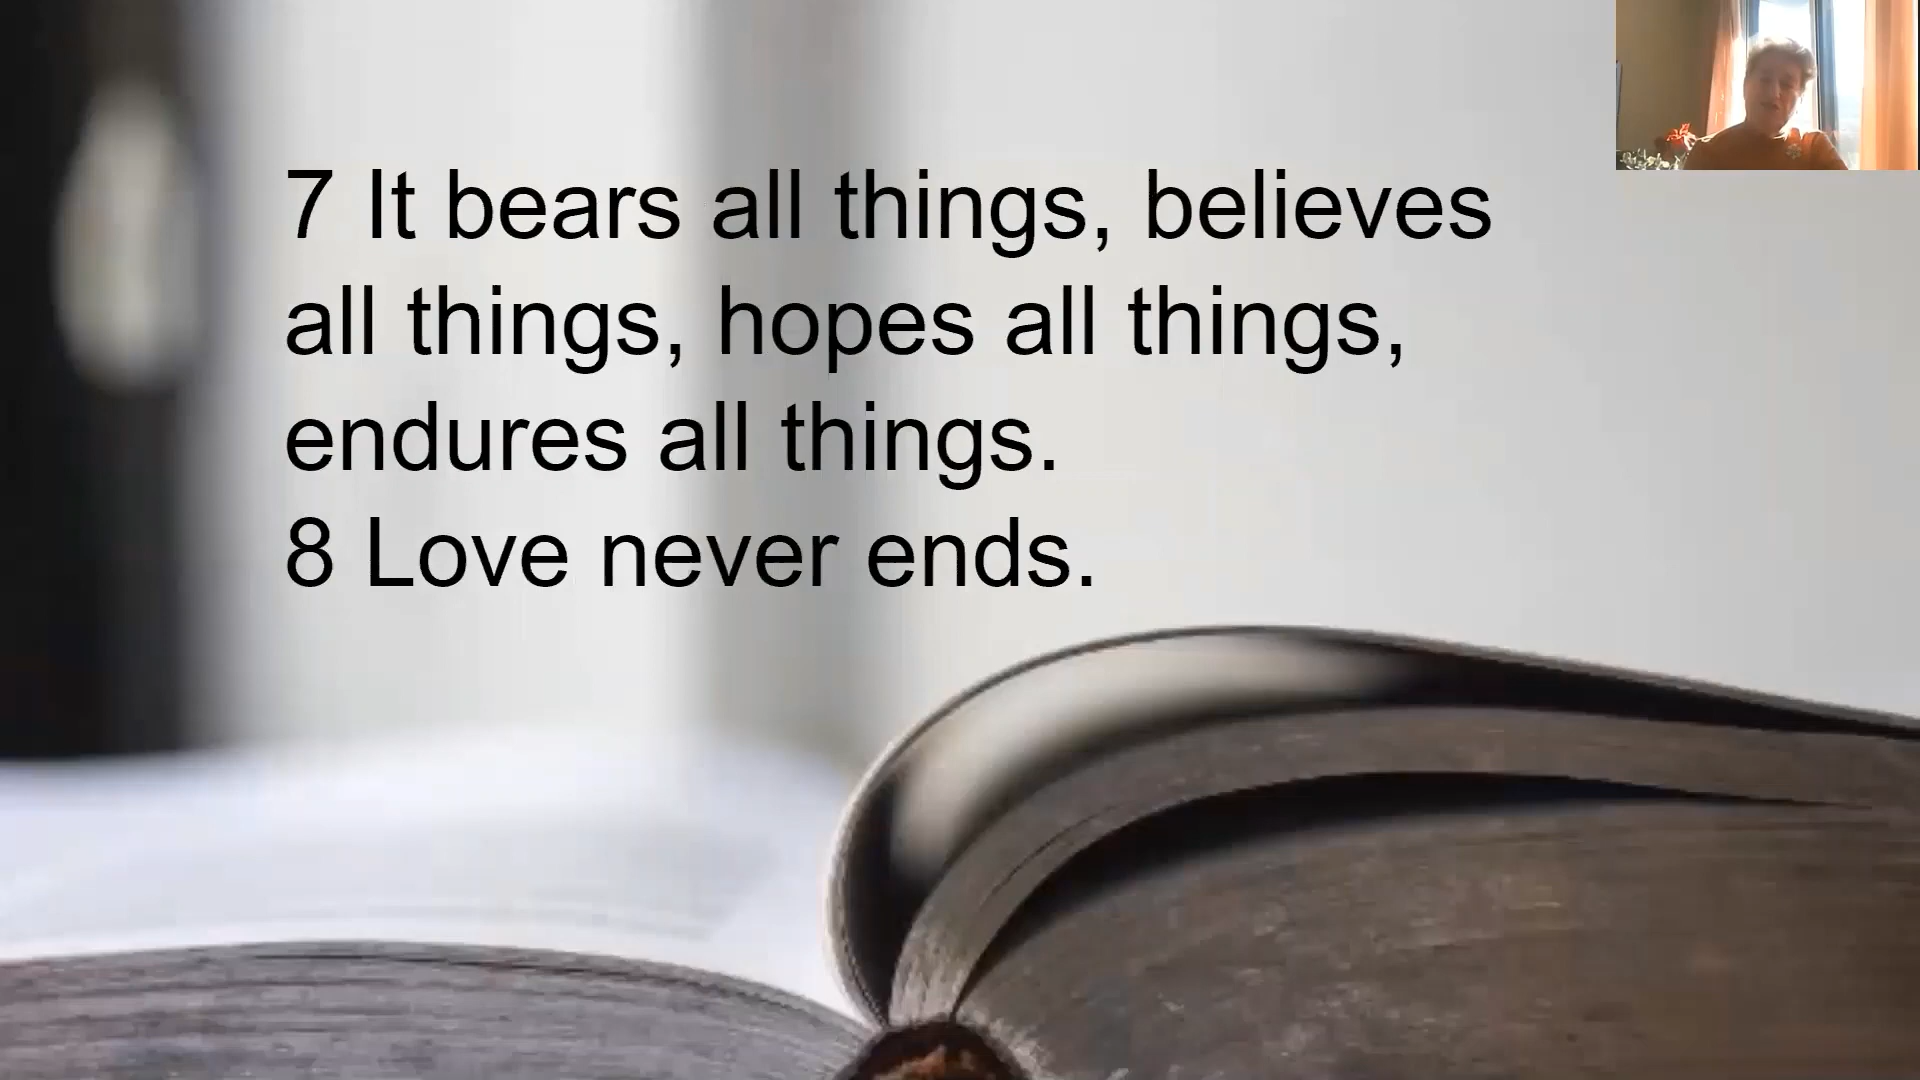 7 It bears all things, believes
all things, hopes all things,
endures all things.
8 Love never ends.